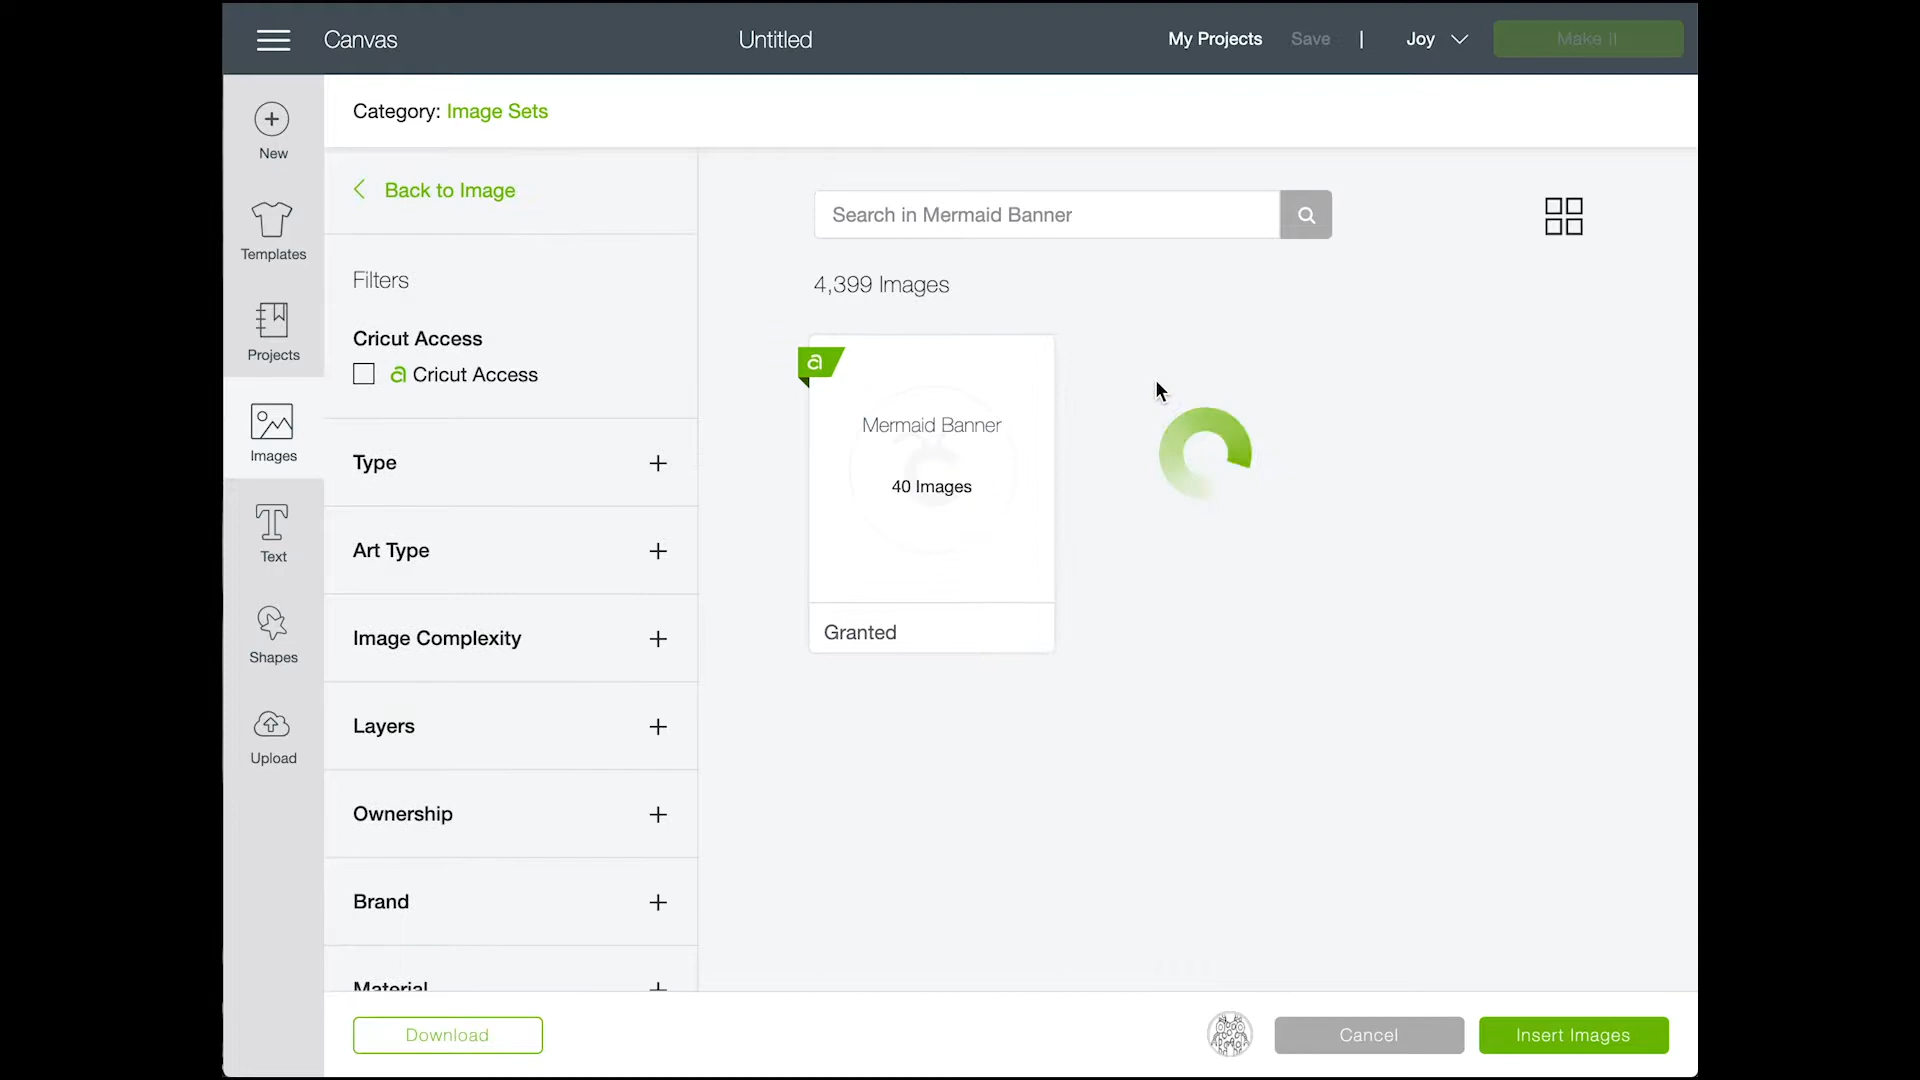 Canvas
Untitled
My Projects
Save
|
Joy
Make It
New
Templates
Projects
Images
Text
Shapes
Upload
Category: Image Sets
Back to Image
Filters
Cricut Access
a Cricut Access
Type
Art Type
Image Complexity
Layers
Ownership
Brand
Material
Search in Mermaid Banner
4,399 Images
a
Mermaid Banner
40 Images
Granted
Download
Cancel
Insert Images